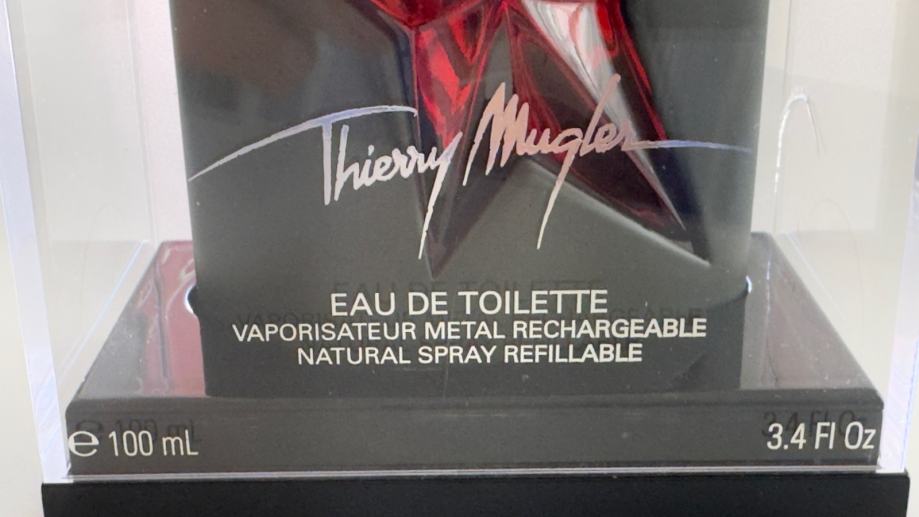 Thierry Mugler
EAU DE TOILETTE
VAPORISATEUR METAL RECHARGEABLE
NATURAL SPRAY REFILLABLE
℮ 100 mL
3.4 Fl Oz